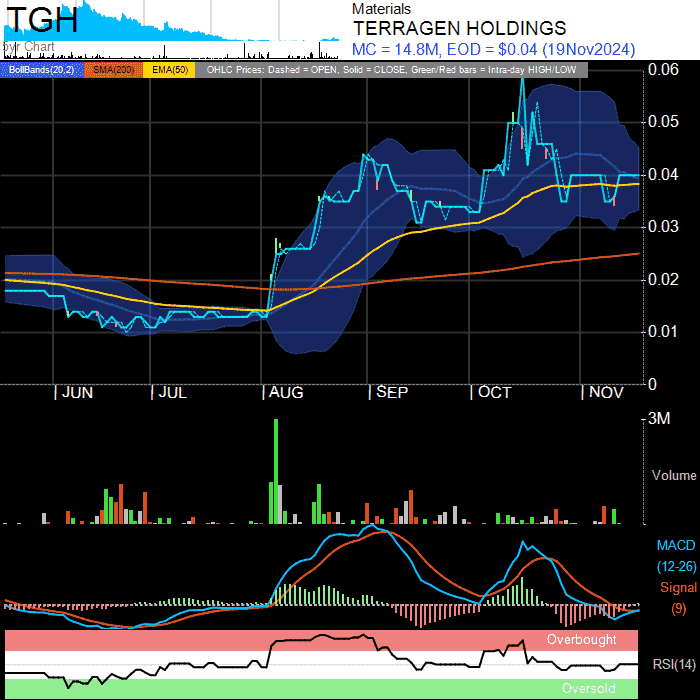 TGH
5yr Chart
Materials
TERRAGEN HOLDINGS
MC = 14.8M, EOD = $0.04 (19Nov2024)
BollBands(20,2) SMA(200) EMA(50) OHLC Prices: Dashed = OPEN, Solid = CLOSE, Green/Red bars = Intra-day HIGH/LOW
0.06
0.05
0.04
0.03
0.02
0.01
0
JUN JUL AUG SEP OCT NOV
3M
Volume
MACD
(12-26)
Signal
(9)
Overbought
RSI(14)
Oversold